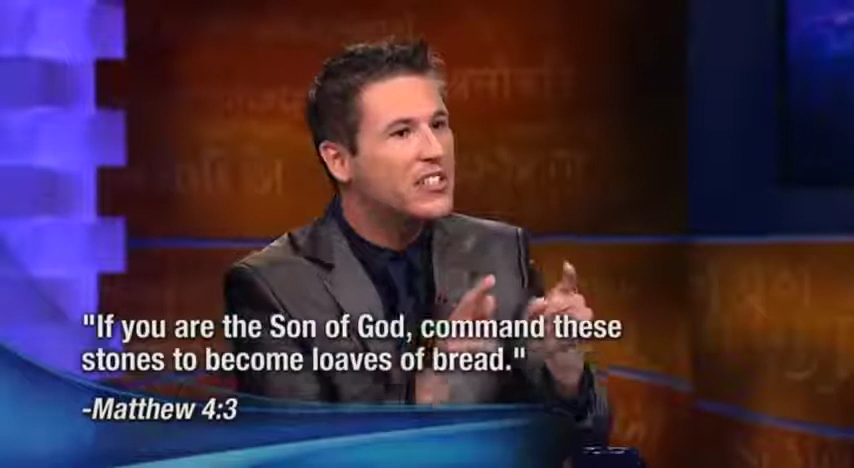 "If you are the Son of God, command these
stones to become loaves of bread."
-Matthew 4:3